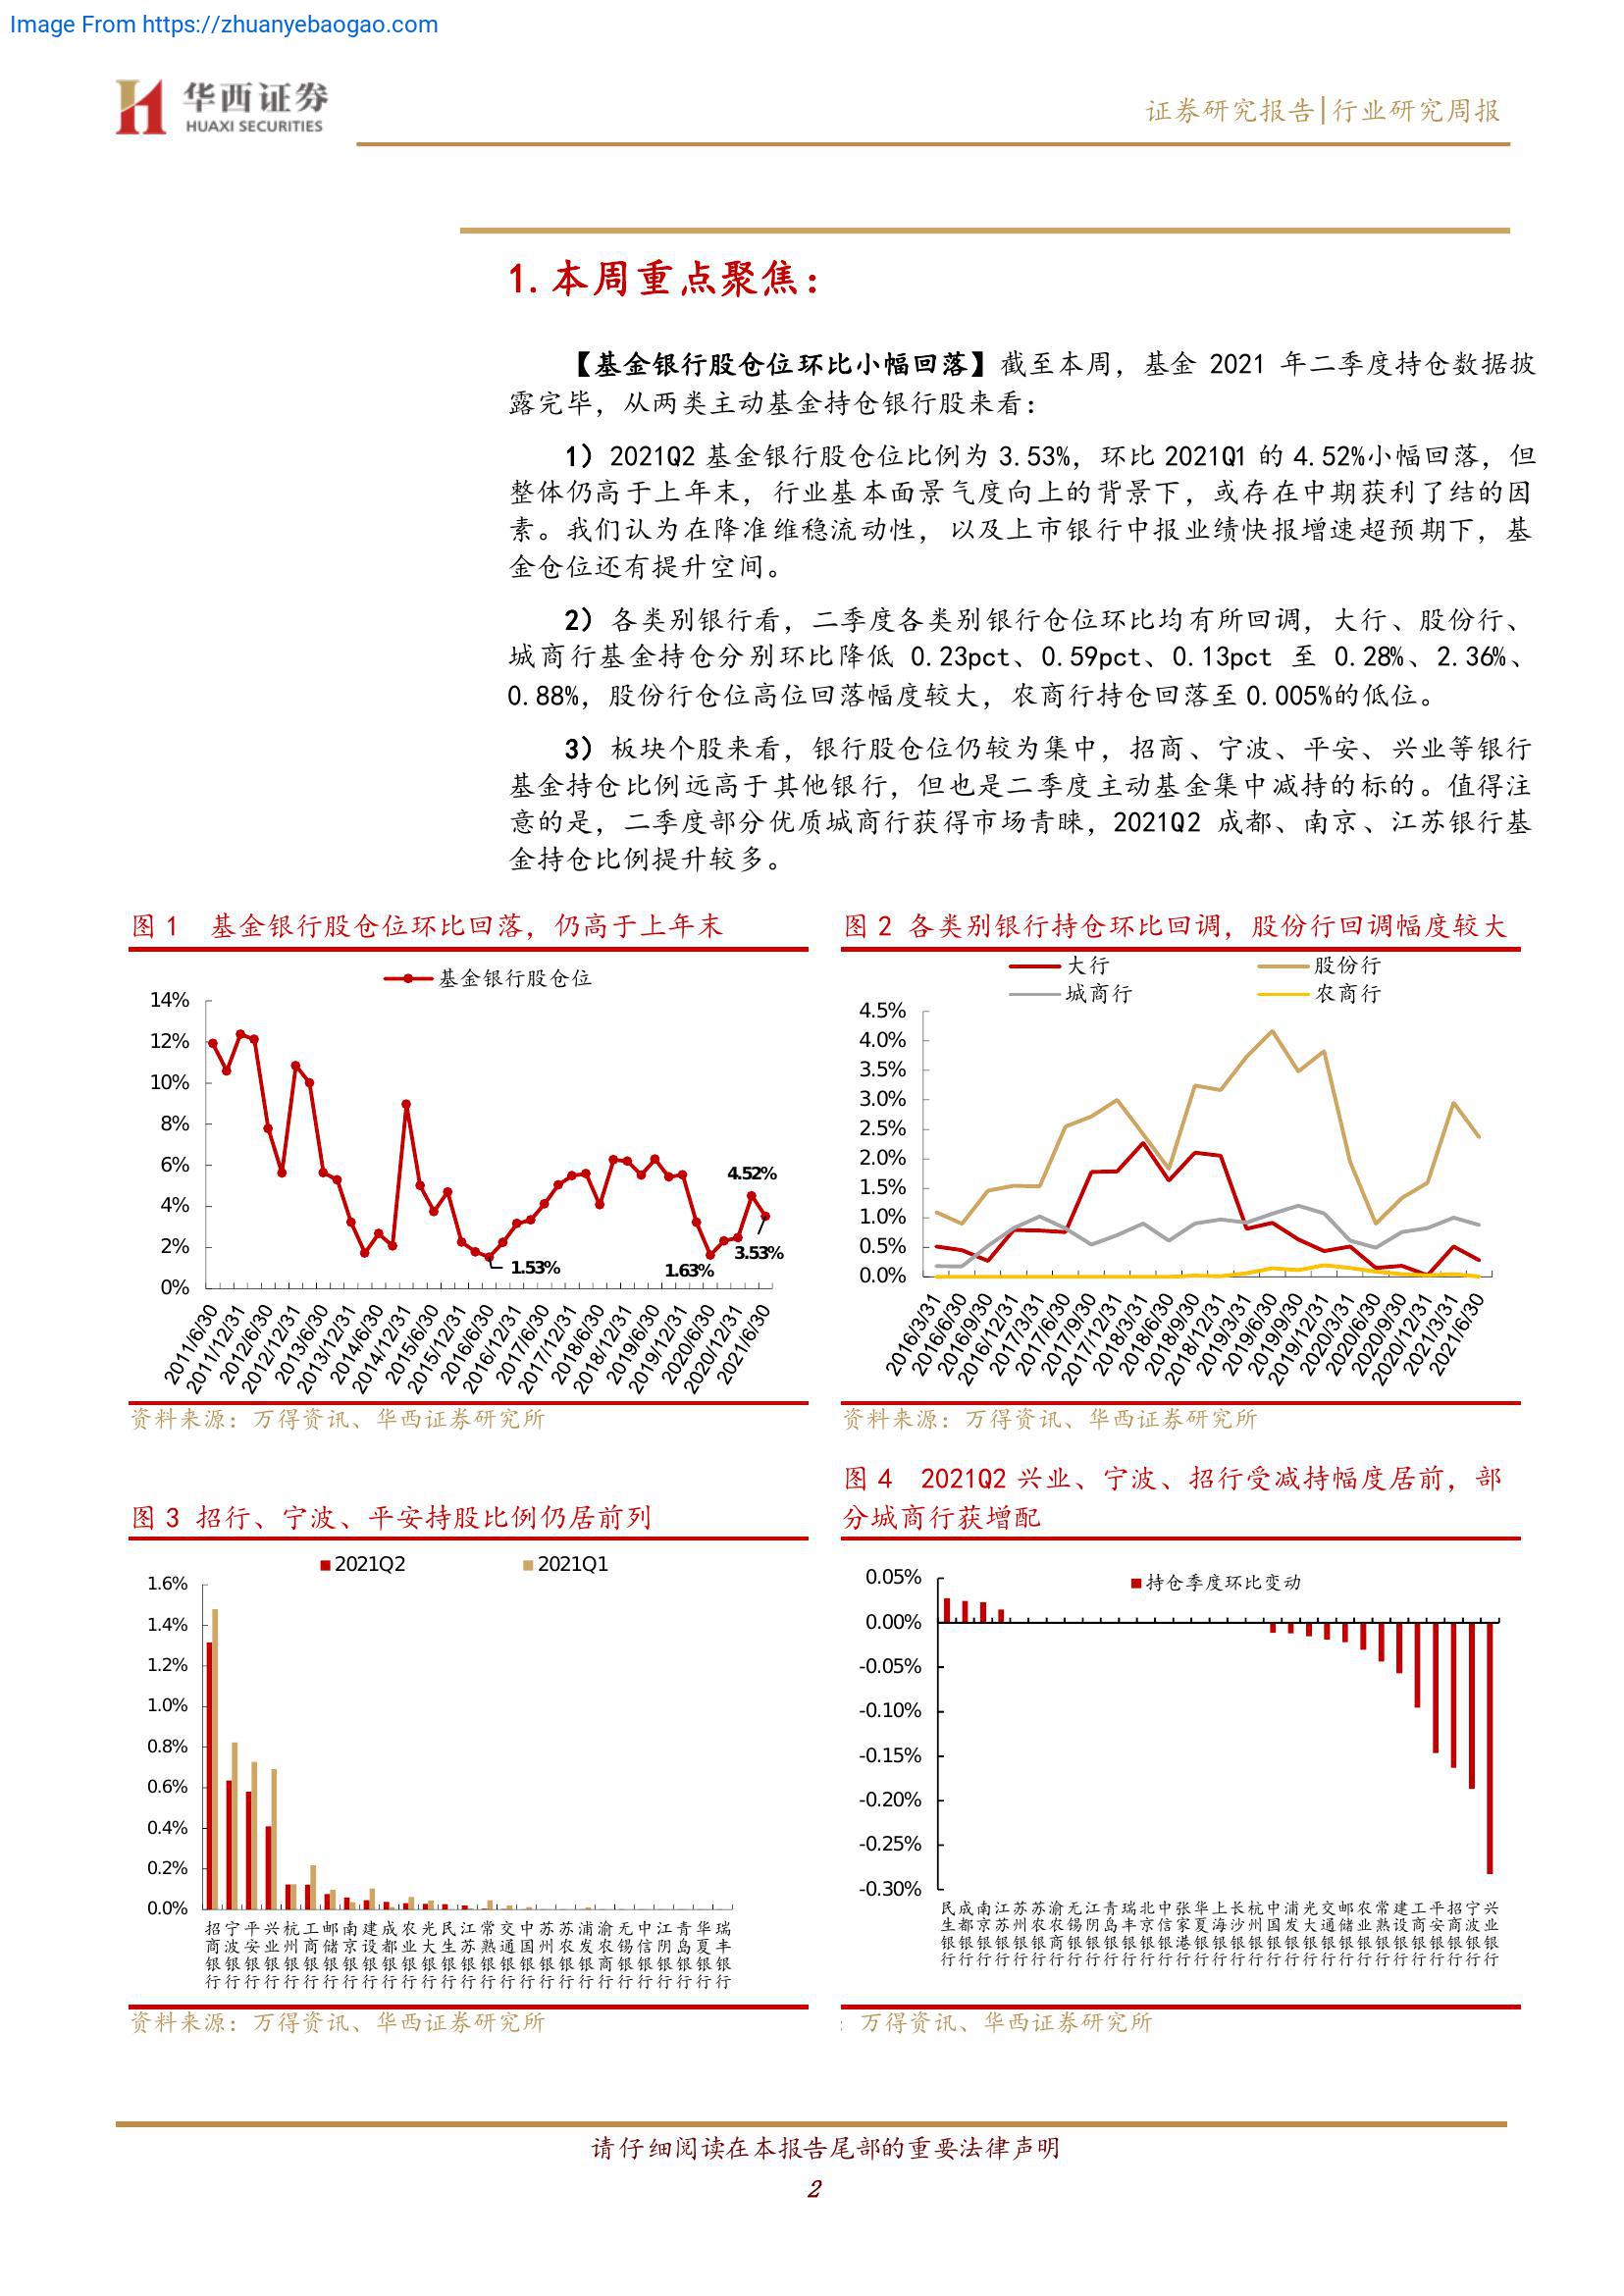 Image From https://zhuanyebaogao.com
华西证券
HUAXI SECURITIES
证券研究报告|行业研究周报
1.本周重点聚焦：
【基金银行股仓位环比小幅回落】截至本周，基金 2021 年二季度持仓数据披
露完毕，从两类主动基金持仓银行股来看：
1）2021Q2 基金银行股仓位比例为 3.53%，环比 2021Q1 的 4.52%小幅回落，但
整体仍高于上年末，行业基本面景气度向上的背景下，或存在中期获利了结的因
素。我们认为在降准维稳流动性，以及上市银行中报业绩快报增速超预期下，基
金仓位还有提升空间。
2）各类别银行看，二季度各类别银行仓位环比均有所回调，大行、股份行、
城商行基金持仓分别环比降低 0.23pct、0.59pct、0.13pct 至 0.28%、2.36%、
0.88%，股份行仓位高位回落幅度较大，农商行持仓回落至 0.005%的低位。
3）板块个股来看，银行股仓位仍较为集中，招商、宁波、平安、兴业等银行
基金持仓比例远高于其他银行，但也是二季度主动基金集中减持的标的。值得注
意的是，二季度部分优质城商行获得市场青睐，2021Q2 成都、南京、江苏银行基
金持仓比例提升较多。
图 1 基金银行股仓位环比回落，仍高于上年末
基金银行股仓位
14%
12%
10%
8%
6%
4%
2%
0%
4.52%
3.53%
1.53%
1.63%
2011/6/30
2011/12/31
2012/6/30
2012/12/31
2013/6/30
2013/12/31
2014/6/30
2014/12/31
2015/6/30
2015/12/31
2016/6/30
2016/12/31
2017/6/30
2017/12/31
2018/6/30
2018/12/31
2019/6/30
2019/12/31
2020/6/30
2020/12/31
2021/6/30
资料来源：万得资讯、华西证券研究所
图 2 各类别银行持仓环比回调，股份行回调幅度较大
大行
股份行
城商行
农商行
4.5%
4.0%
3.5%
3.0%
2.5%
2.0%
1.5%
1.0%
0.5%
0.0%
2016/3/31
2016/6/30
2016/9/30
2016/12/31
2017/3/31
2017/6/30
2017/9/30
2017/12/31
2018/3/31
2018/6/30
2018/9/30
2018/12/31
2019/3/31
2019/6/30
2019/9/30
2019/12/31
2020/3/31
2020/6/30
2020/9/30
2020/12/31
2021/3/31
2021/6/30
资料来源：万得资讯、华西证券研究所
图 3 招行、宁波、平安持股比例仍居前列
2021Q2
2021Q1
1.6%
1.4%
1.2%
1.0%
0.8%
0.6%
0.4%
0.2%
0.0%
招商银行
宁波银行
平安银行
兴业银行
杭州银行
工商银行
邮储银行
南京银行
建设银行
成都银行
农业银行
光大银行
民生银行
江苏银行
常熟银行
交通银行
中国银行
苏州银行
苏农银行
浦发银行
渝农商行
无锡银行
中信银行
江阴银行
青岛银行
华夏银行
瑞丰银行
资料来源：万得资讯、华西证券研究所
图 4 2021Q2 兴业、宁波、招行受减持幅度居前，部
分城商行获增配
持仓季度环比变动
0.05%
0.00%
-0.05%
-0.10%
-0.15%
-0.20%
-0.25%
-0.30%
民生银行
成都银行
南京银行
江苏银行
苏州银行
苏农银行
渝农商行
无锡银行
江阴银行
青岛银行
瑞丰银行
北京银行
中信银行
张家港行
华夏银行
上海银行
长沙银行
杭州银行
中国银行
浦发银行
光大银行
交通银行
邮储银行
农业银行
常熟银行
建设银行
工商银行
平安银行
招商银行
宁波银行
兴业银行
：万得资讯、华西证券研究所
请仔细阅读在本报告尾部的重要法律声明
2